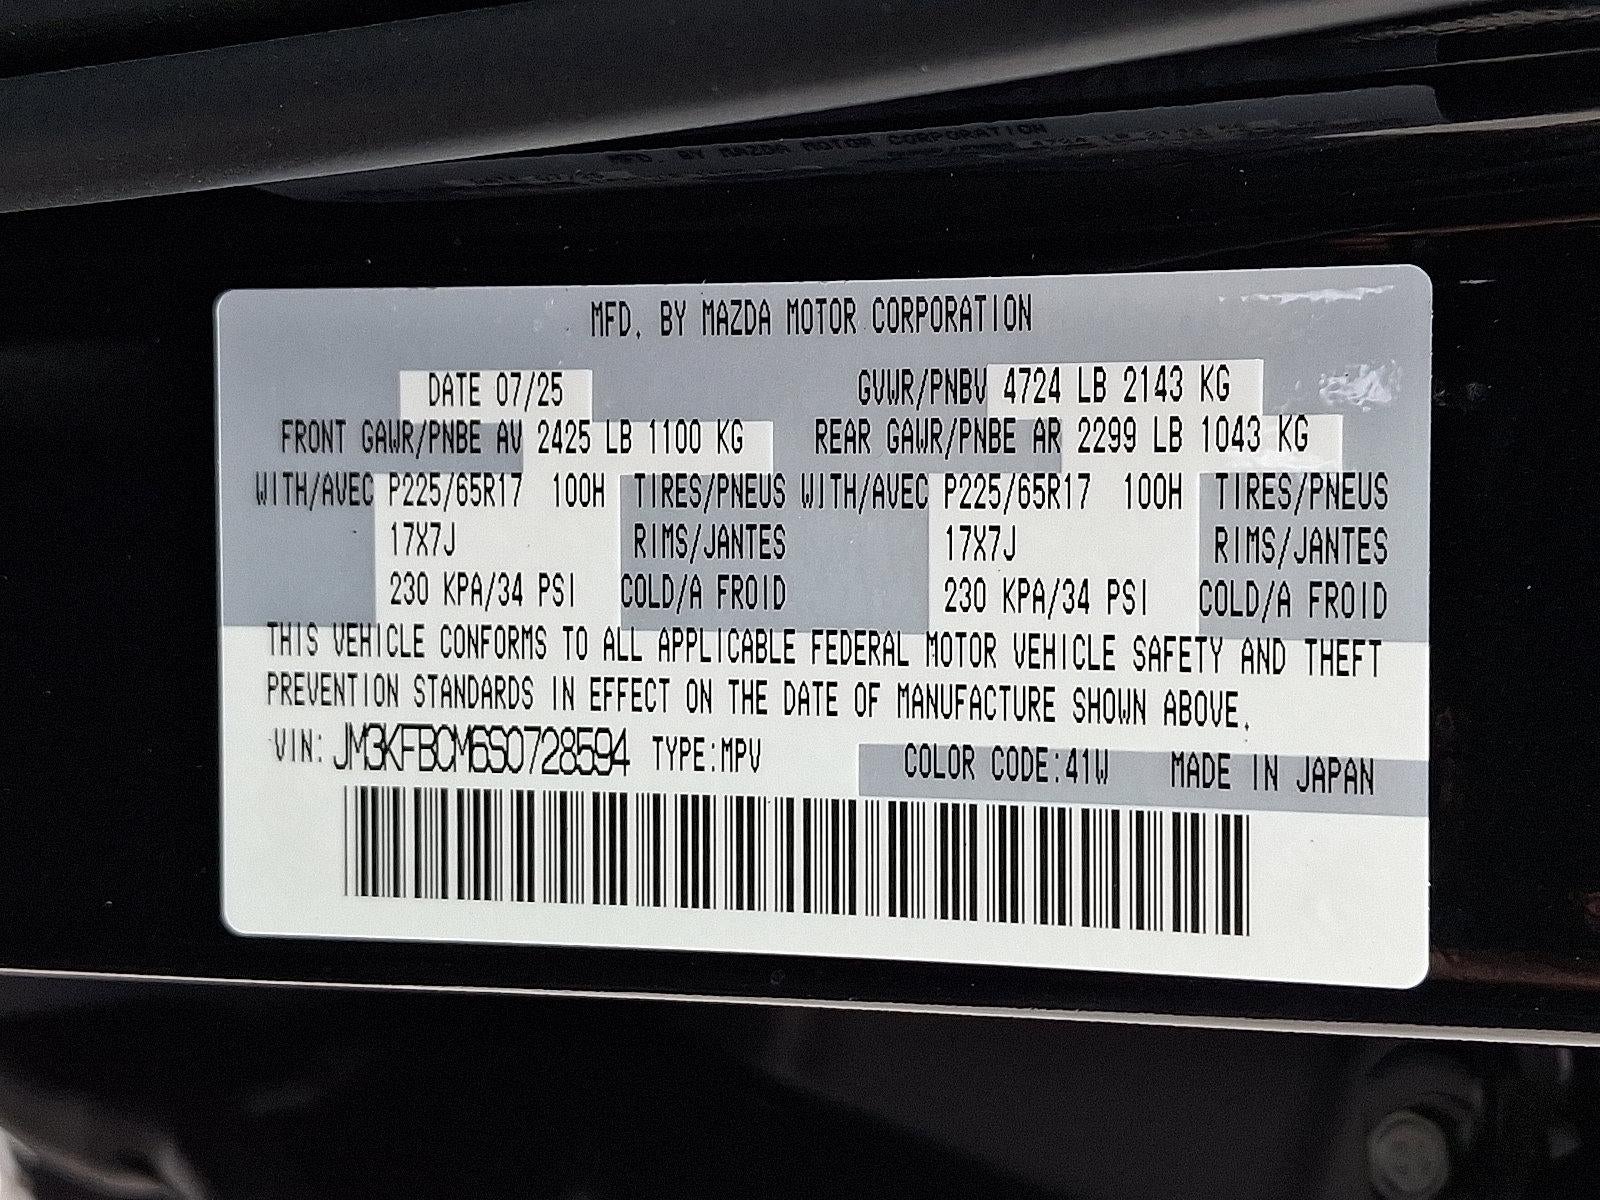 MFD. BY MAZDA MOTOR CORPORATION
DATE 07/25 GVWR/PNBV 4724 LB 2143 KG
FRONT GAWR/PNBE AV 2425 LB 1100 KG REAR GAWR/PNBE AR 2299 LB 1043 KG
WITH/AVEC P225/65R17 100H TIRES/PNEUS WITH/AVEC P225/65R17 100H TIRES/PNEUS
17X7J RIMS/JANTES 17X7J RIMS/JANTES
230 KPA/34 PSI COLD/A FROID 230 KPA/34 PSI COLD/A FROID
THIS VEHICLE CONFORMS TO ALL APPLICABLE FEDERAL MOTOR VEHICLE SAFETY AND THEFT
PREVENTION STANDARDS IN EFFECT ON THE DATE OF MANUFACTURE SHOWN ABOVE.
VIN: JM3KFBCM6S0728594 TYPE:MPV COLOR CODE:41W MADE IN JAPAN